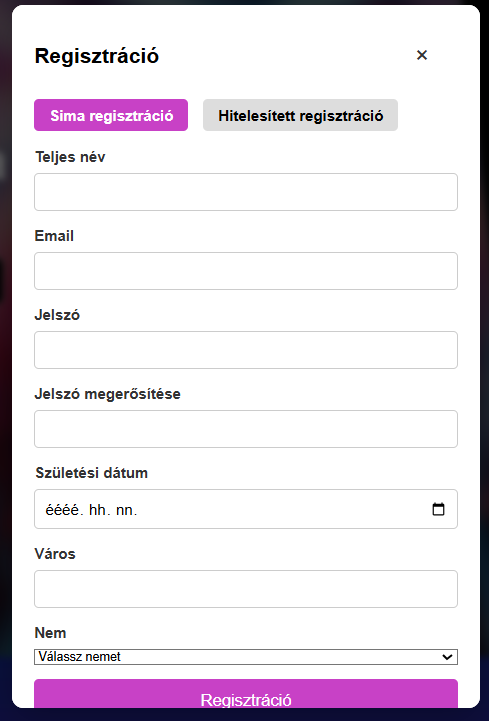 Regisztráció ×
Sima regisztráció Hitelesített regisztráció
Teljes név
Email
Jelszó
Jelszó megerősítése
Születési dátum
éééé. hh. nn.
Város
Nem
Válassz nemet
Regisztráció